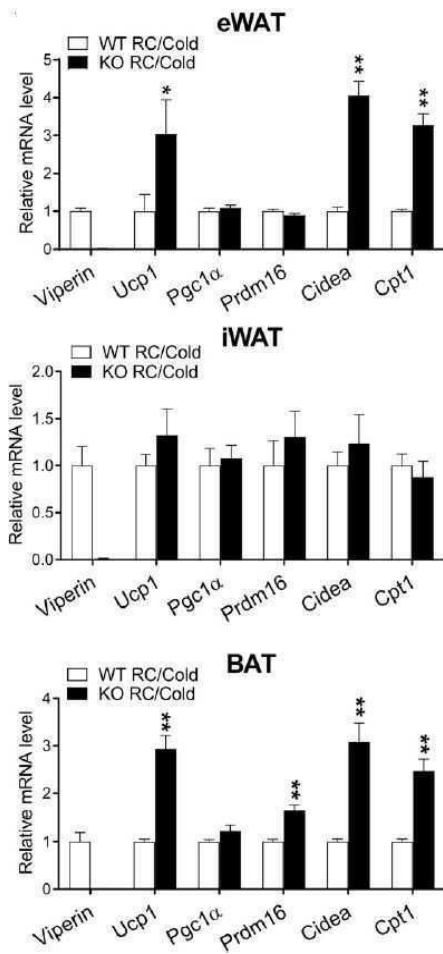 eWAT
WT RC/Cold
KO RC/Cold
Relative mRNA level
5
4
3
2
1
0
* ** **
Viperin Ucp1 Pgc1α Prdm16 Cidea Cpt1
iWAT
WT RC/Cold
KO RC/Cold
Relative mRNA level
2.0
1.5
1.0
0.5
0.0
Viperin Ucp1 Pgc1α Prdm16 Cidea Cpt1
BAT
WT RC/Cold
KO RC/Cold
Relative mRNA level
4
3
2
1
0
** ** ** **
Viperin Ucp1 Pgc1α Prdm16 Cidea Cpt1